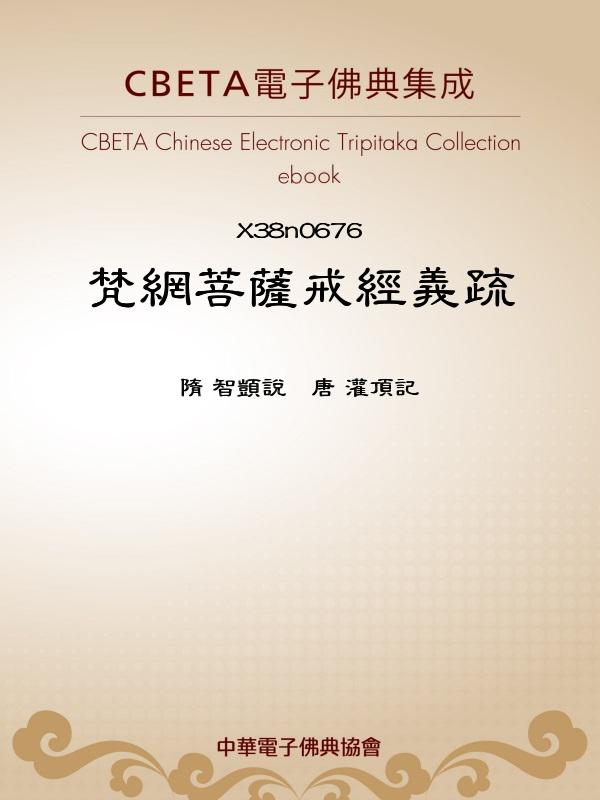 CBETA電子佛典集成
CBETA Chinese Electronic Tripitaka Collection
ebook
X38n0676
梵網菩薩戒經義疏
隋 智顗說 唐 灌頂記
中華電子佛典協會